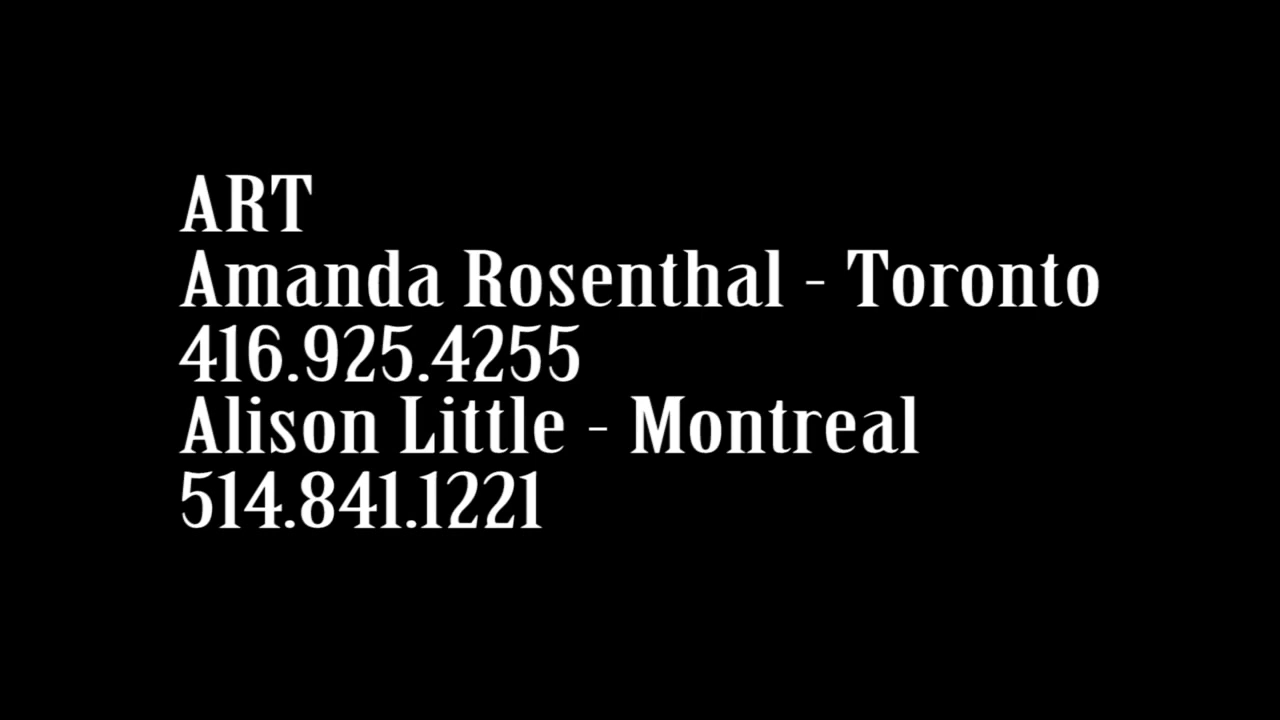 ART
Amanda Rosenthal - Toronto
416.925.4255
Alison Little - Montreal
514.841.1221